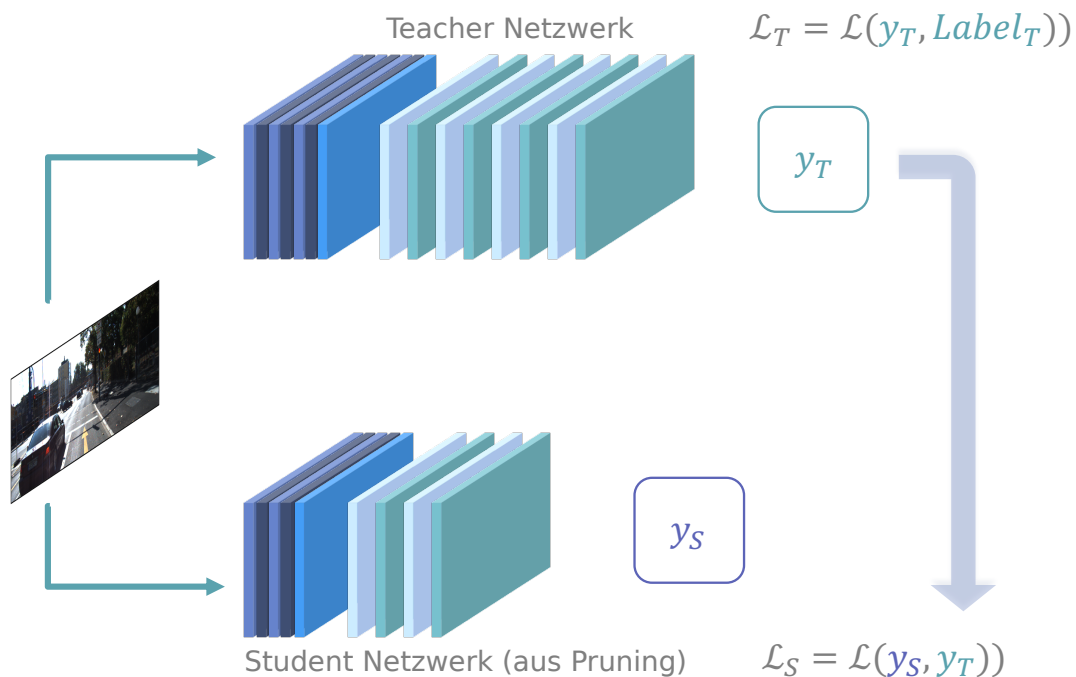 Teacher Netzwerk
ℒ_T = ℒ(y_T, Label_T))
y_T
y_S
Student Netzwerk (aus Pruning)
ℒ_S = ℒ(y_S, y_T))